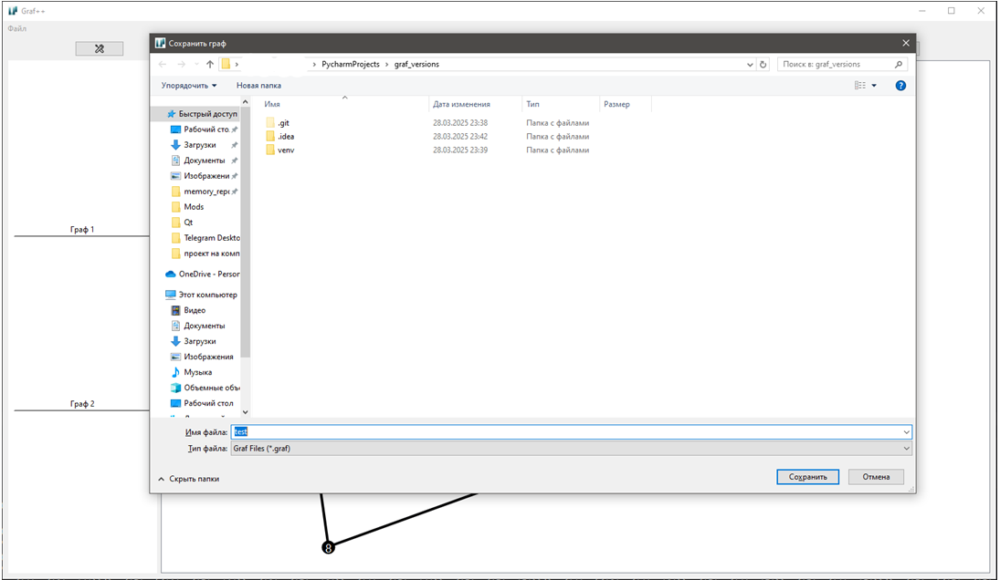 Graf++
Файл
Сохранить граф
PycharmProjects › graf_versions
Поиск в: graf_versions
Упорядочить
Новая папка
Имя Дата изменения Тип Размер
.git 28.03.2025 23:38 Папка с файлами
.idea 28.03.2025 23:42 Папка с файлами
venv 28.03.2025 23:39 Папка с файлами
Быстрый доступ
Рабочий сто
Загрузки
Документы
Изображени
memory_repo
Mods
Qt
Telegram Deskto
проект на комп
OneDrive - Person
Этот компьютер
Видео
Документы
Загрузки
Изображения
Музыка
Объемные объ
Рабочий стол
Имя файла: test
Тип файла: Graf Files (*.graf)
Скрыть папки
Сохранить Отмена
Граф 1
Граф 2
8